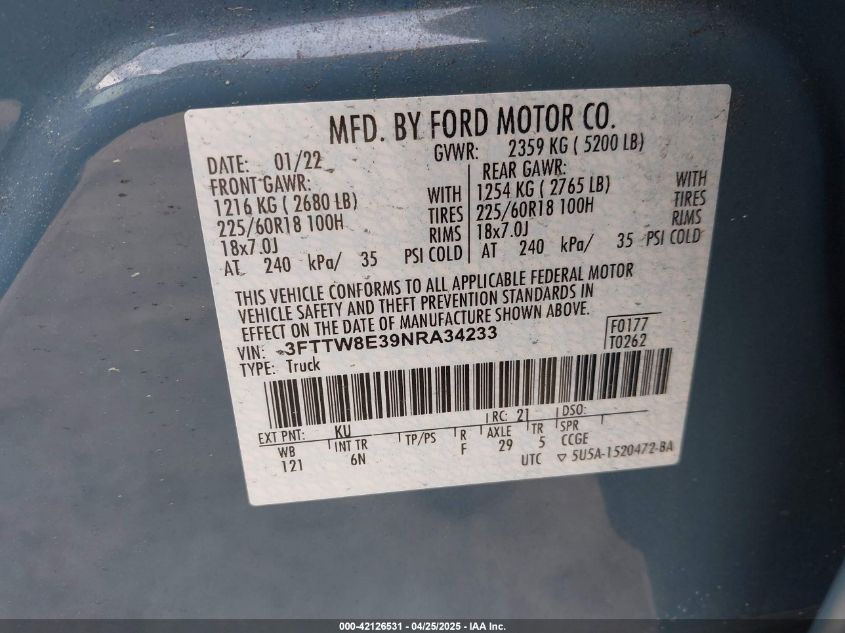 MFD. BY FORD MOTOR CO.
DATE: 01/22 GVWR: 2359 KG ( 5200 LB)
FRONT GAWR: REAR GAWR:
1216 KG ( 2680 LB) WITH 1254 KG ( 2765 LB) WITH
225/60R18 100H TIRES 225/60R18 100H TIRES
18x7.0J RIMS 18x7.0J RIMS
AT 240 kPa/ 35 PSI COLD AT 240 kPa/ 35 PSI COLD
THIS VEHICLE CONFORMS TO ALL APPLICABLE FEDERAL MOTOR
VEHICLE SAFETY AND THEFT PREVENTION STANDARDS IN
EFFECT ON THE DATE OF MANUFACTURE SHOWN ABOVE.
VIN: 3FTTW8E39NRA34233 F0177
TYPE: Truck T0262
EXT PNT: KU RC: 21 DSO:
WB INT TR TP/PS R AXLE TR SPR
121 6N F 29 5 CCGE
UTC ▽ 5U5A-1520472-BA
000-42126531 - 04/25/2025 - IAA Inc.